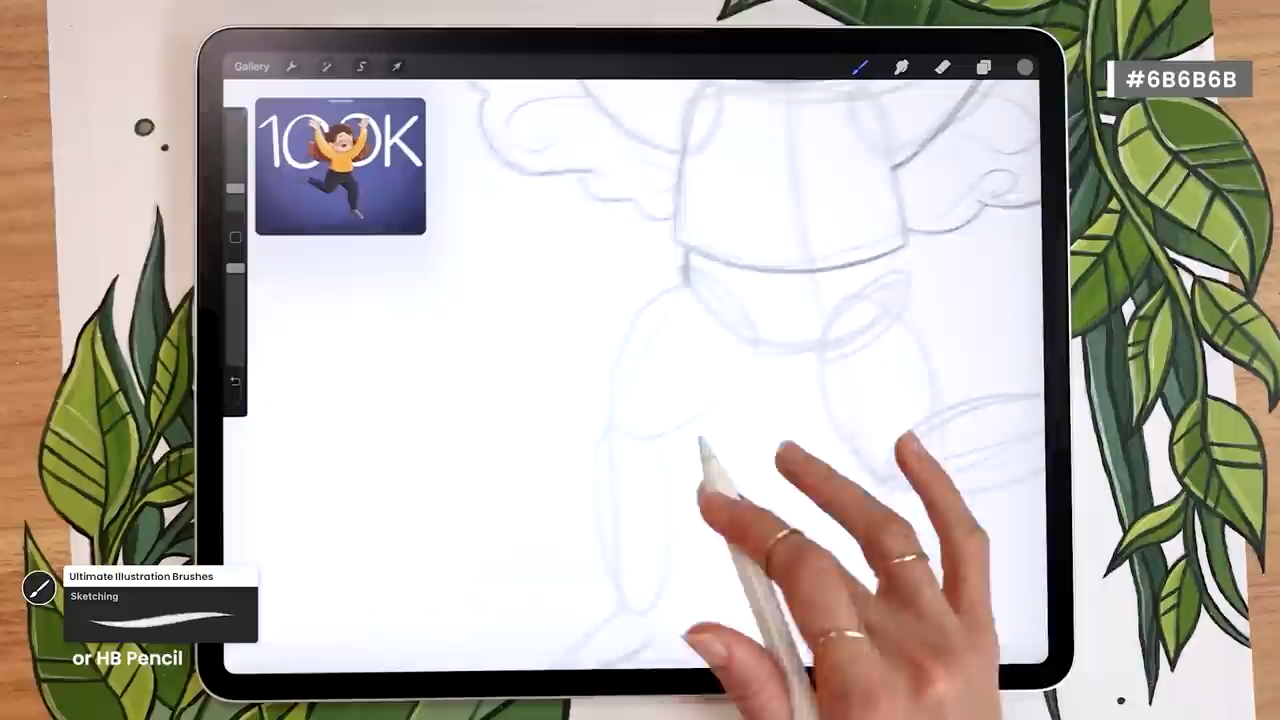 Gallery
#6B6B6B
100K
Ultimate Illustration Brushes
Sketching
or HB Pencil